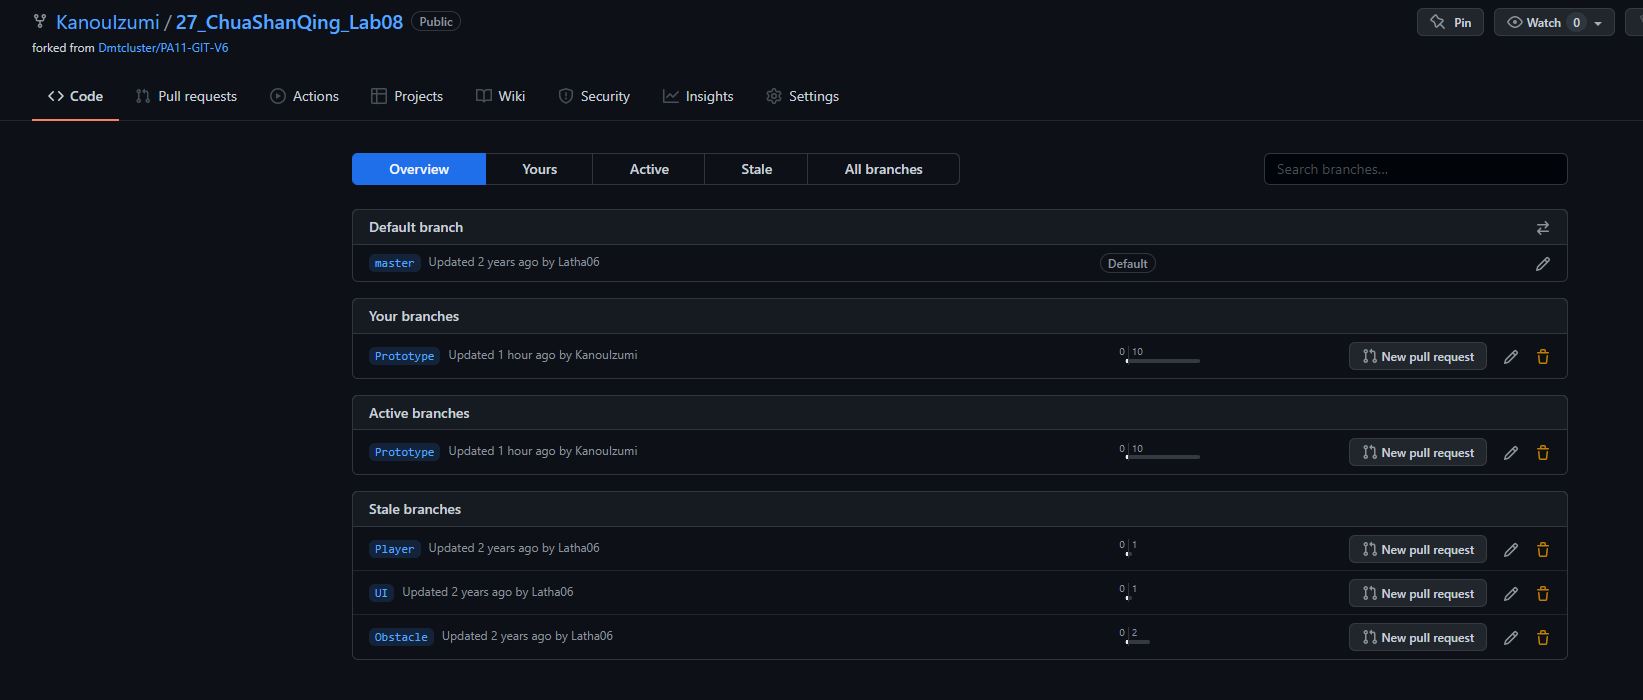 KanouIzumi / 27_ChuaShanQing_Lab08 Public Pin Watch 0
forked from Dmtcluster/PA11-GIT-V6
Code Pull requests Actions Projects Wiki Security Insights Settings
Overview Yours Active Stale All branches Search branches...
Default branch
master Updated 2 years ago by Latha06 Default
Your branches
Prototype Updated 1 hour ago by KanouIzumi 0 10 New pull request
Active branches
Prototype Updated 1 hour ago by KanouIzumi 0 10 New pull request
Stale branches
Player Updated 2 years ago by Latha06 0 1 New pull request
UI Updated 2 years ago by Latha06 0 1 New pull request
Obstacle Updated 2 years ago by Latha06 0 2 New pull request